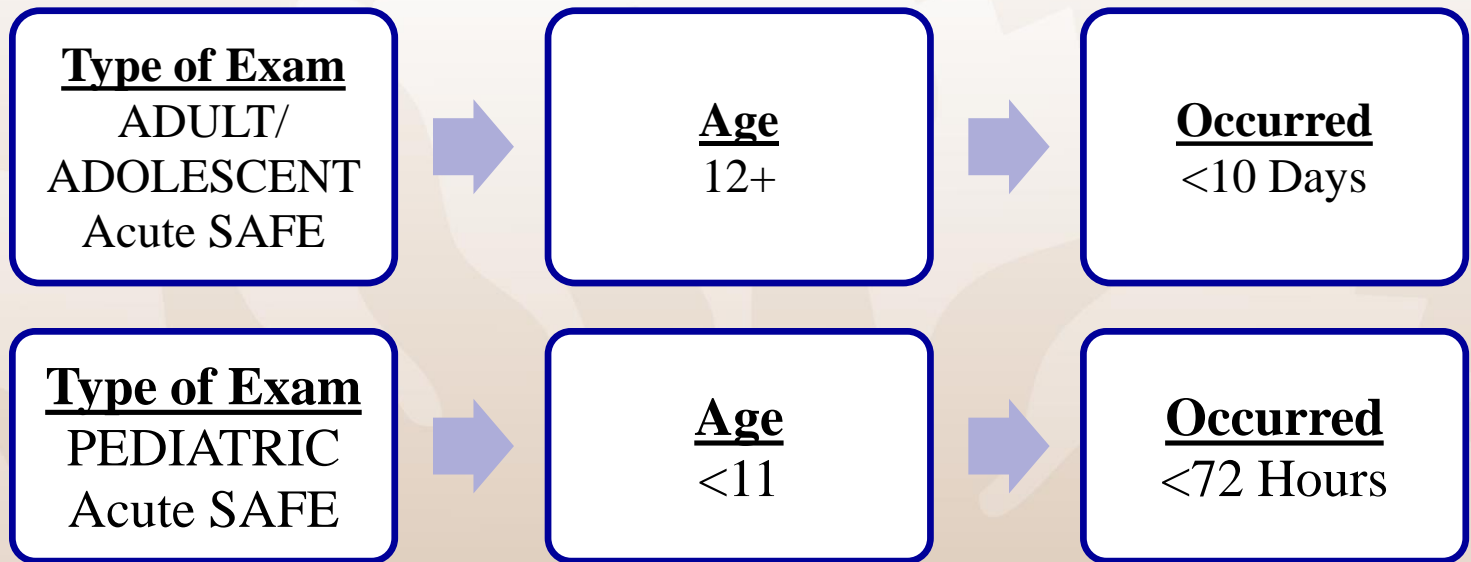 Type of Exam
ADULT/
ADOLESCENT
Acute SAFE
Age
12+
Occurred
<10 Days
Type of Exam
PEDIATRIC
Acute SAFE
Age
<11
Occurred
<72 Hours